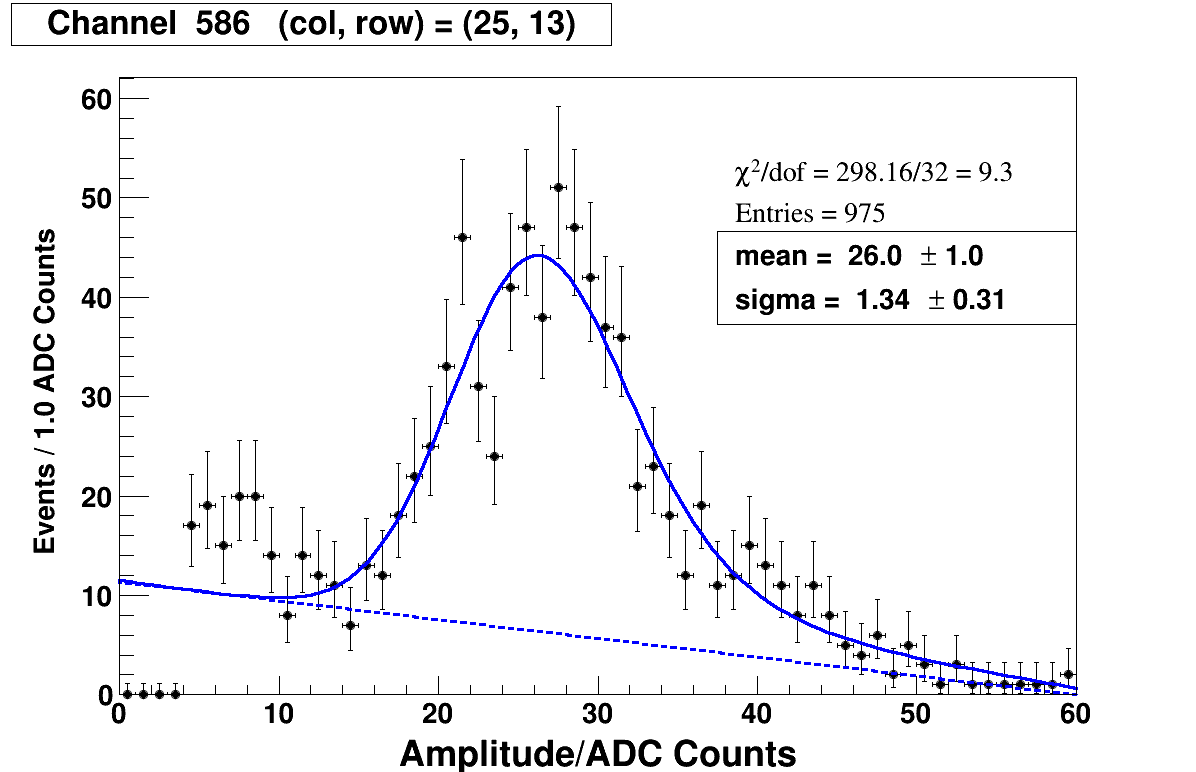 Channel 586 (col, row) = (25, 13)
60
50
40
30
20
10
0
Events / 1.0 ADC Counts
χ²/dof = 298.16/32 = 9.3
Entries = 975
mean = 26.0 ± 1.0
sigma = 1.34 ± 0.31
0 10 20 30 40 50 60
Amplitude/ADC Counts